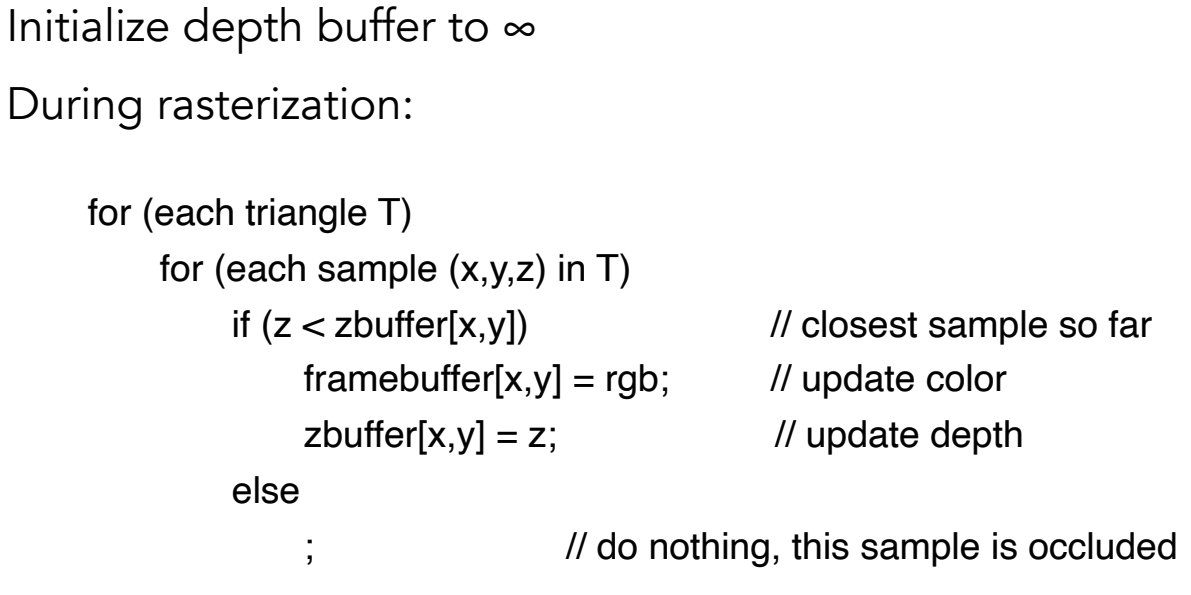 Initialize depth buffer to ∞
During rasterization:
for (each triangle T)
for (each sample (x,y,z) in T)
if (z < zbuffer[x,y]) // closest sample so far
framebuffer[x,y] = rgb; // update color
zbuffer[x,y] = z; // update depth
else
; // do nothing, this sample is occluded